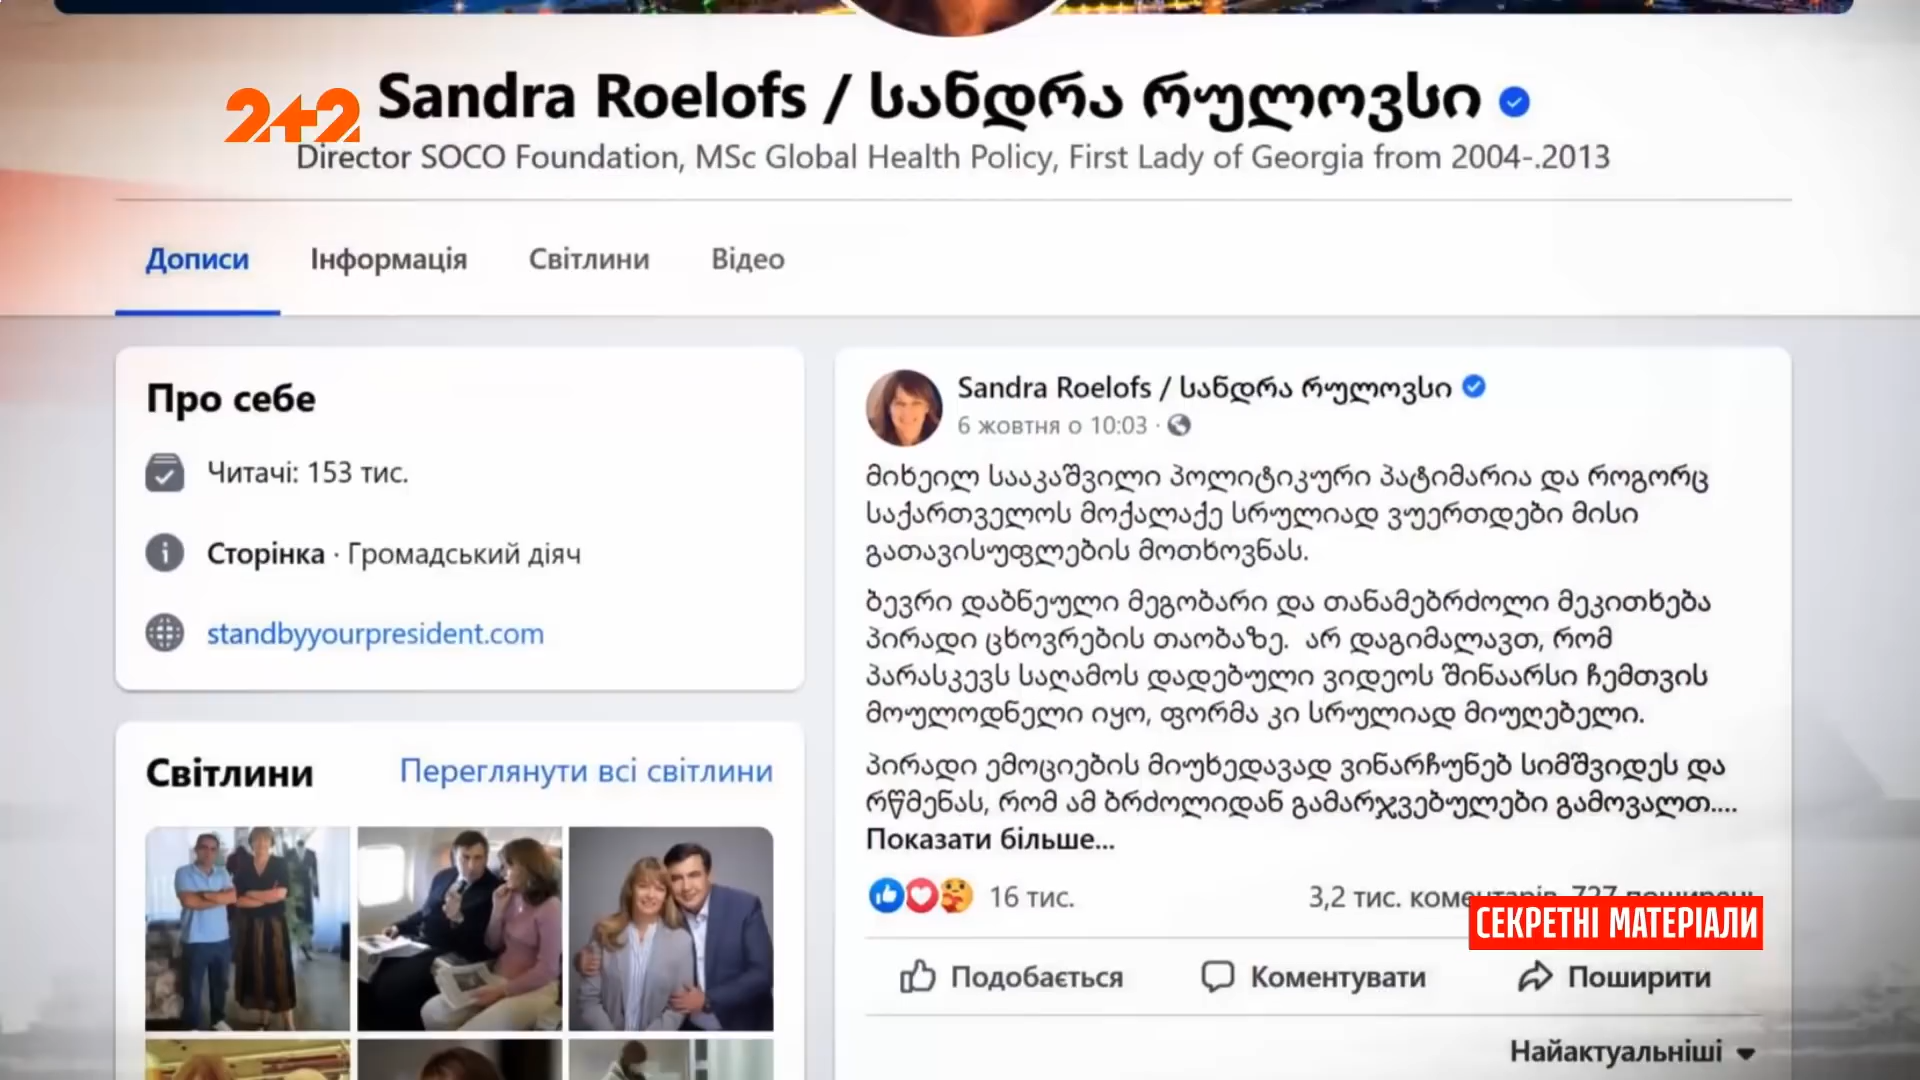 2+2
Sandra Roelofs / სანდრა რულოვსი
Director SOCO Foundation, MSc Global Health Policy, First Lady of Georgia from 2004-.2013
Дописи
Інформація
Світлини
Відео
Про себе
Читачі: 153 тис.
Сторінка · Громадський діяч
standbyyourpresident.com
Світлини
Переглянути всі світлини
Sandra Roelofs / სანდრა რულოვსი
6 жовтня о 10:03 ·
მიხეილ სააკაშვილი პოლიტიკური პატიმარია და როგორც
საქართველოს მოქალაქე სრულიად ვუერთდები მისი
გათავისუფლების მოთხოვნას.
ბევრი დაბნეული მეგობარი და თანამებრძოლი მეკითხება
პირადი ცხოვრების თაობაზე. არ დაგიმალავთ, რომ
პარასკევს საღამოს დადებული ვიდეოს შინაარსი ჩემთვის
მოულოდნელი იყო, ფორმა კი სრულიად მიუღებელი.
პირადი ემოციების მიუხედავად ვინარჩუნებ სიმშვიდეს და
რწმენას, რომ ამ ბრძოლიდან გამარჯვებულები გამოვალთ....
Показати більше...
16 тис.
3,2 тис. коментарів 727 поширень
СЕКРЕТНІ МАТЕРІАЛИ
Подобається
Коментувати
Поширити
Найактуальніші